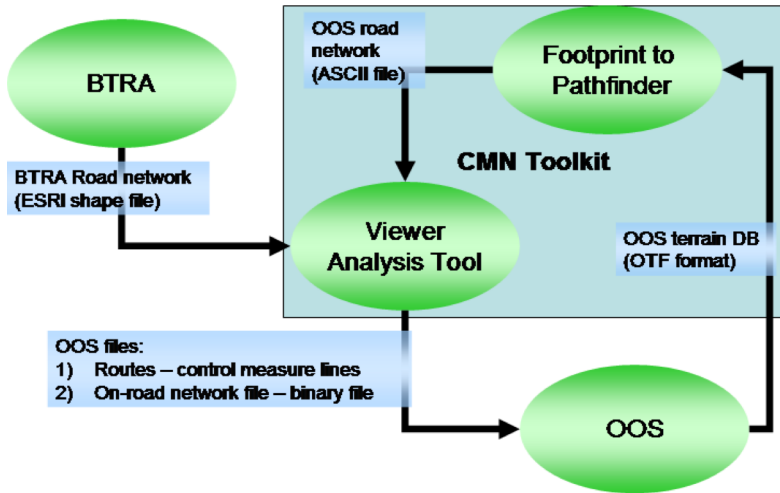 BTRA
OOS road
network
(ASCII file)
Footprint to
Pathfinder
CMN Toolkit
BTRA Road network
(ESRI shape file)
Viewer
Analysis Tool
OOS terrain DB
(OTF format)
OOS files:
1) Routes – control measure lines
2) On-road network file – binary file
OOS